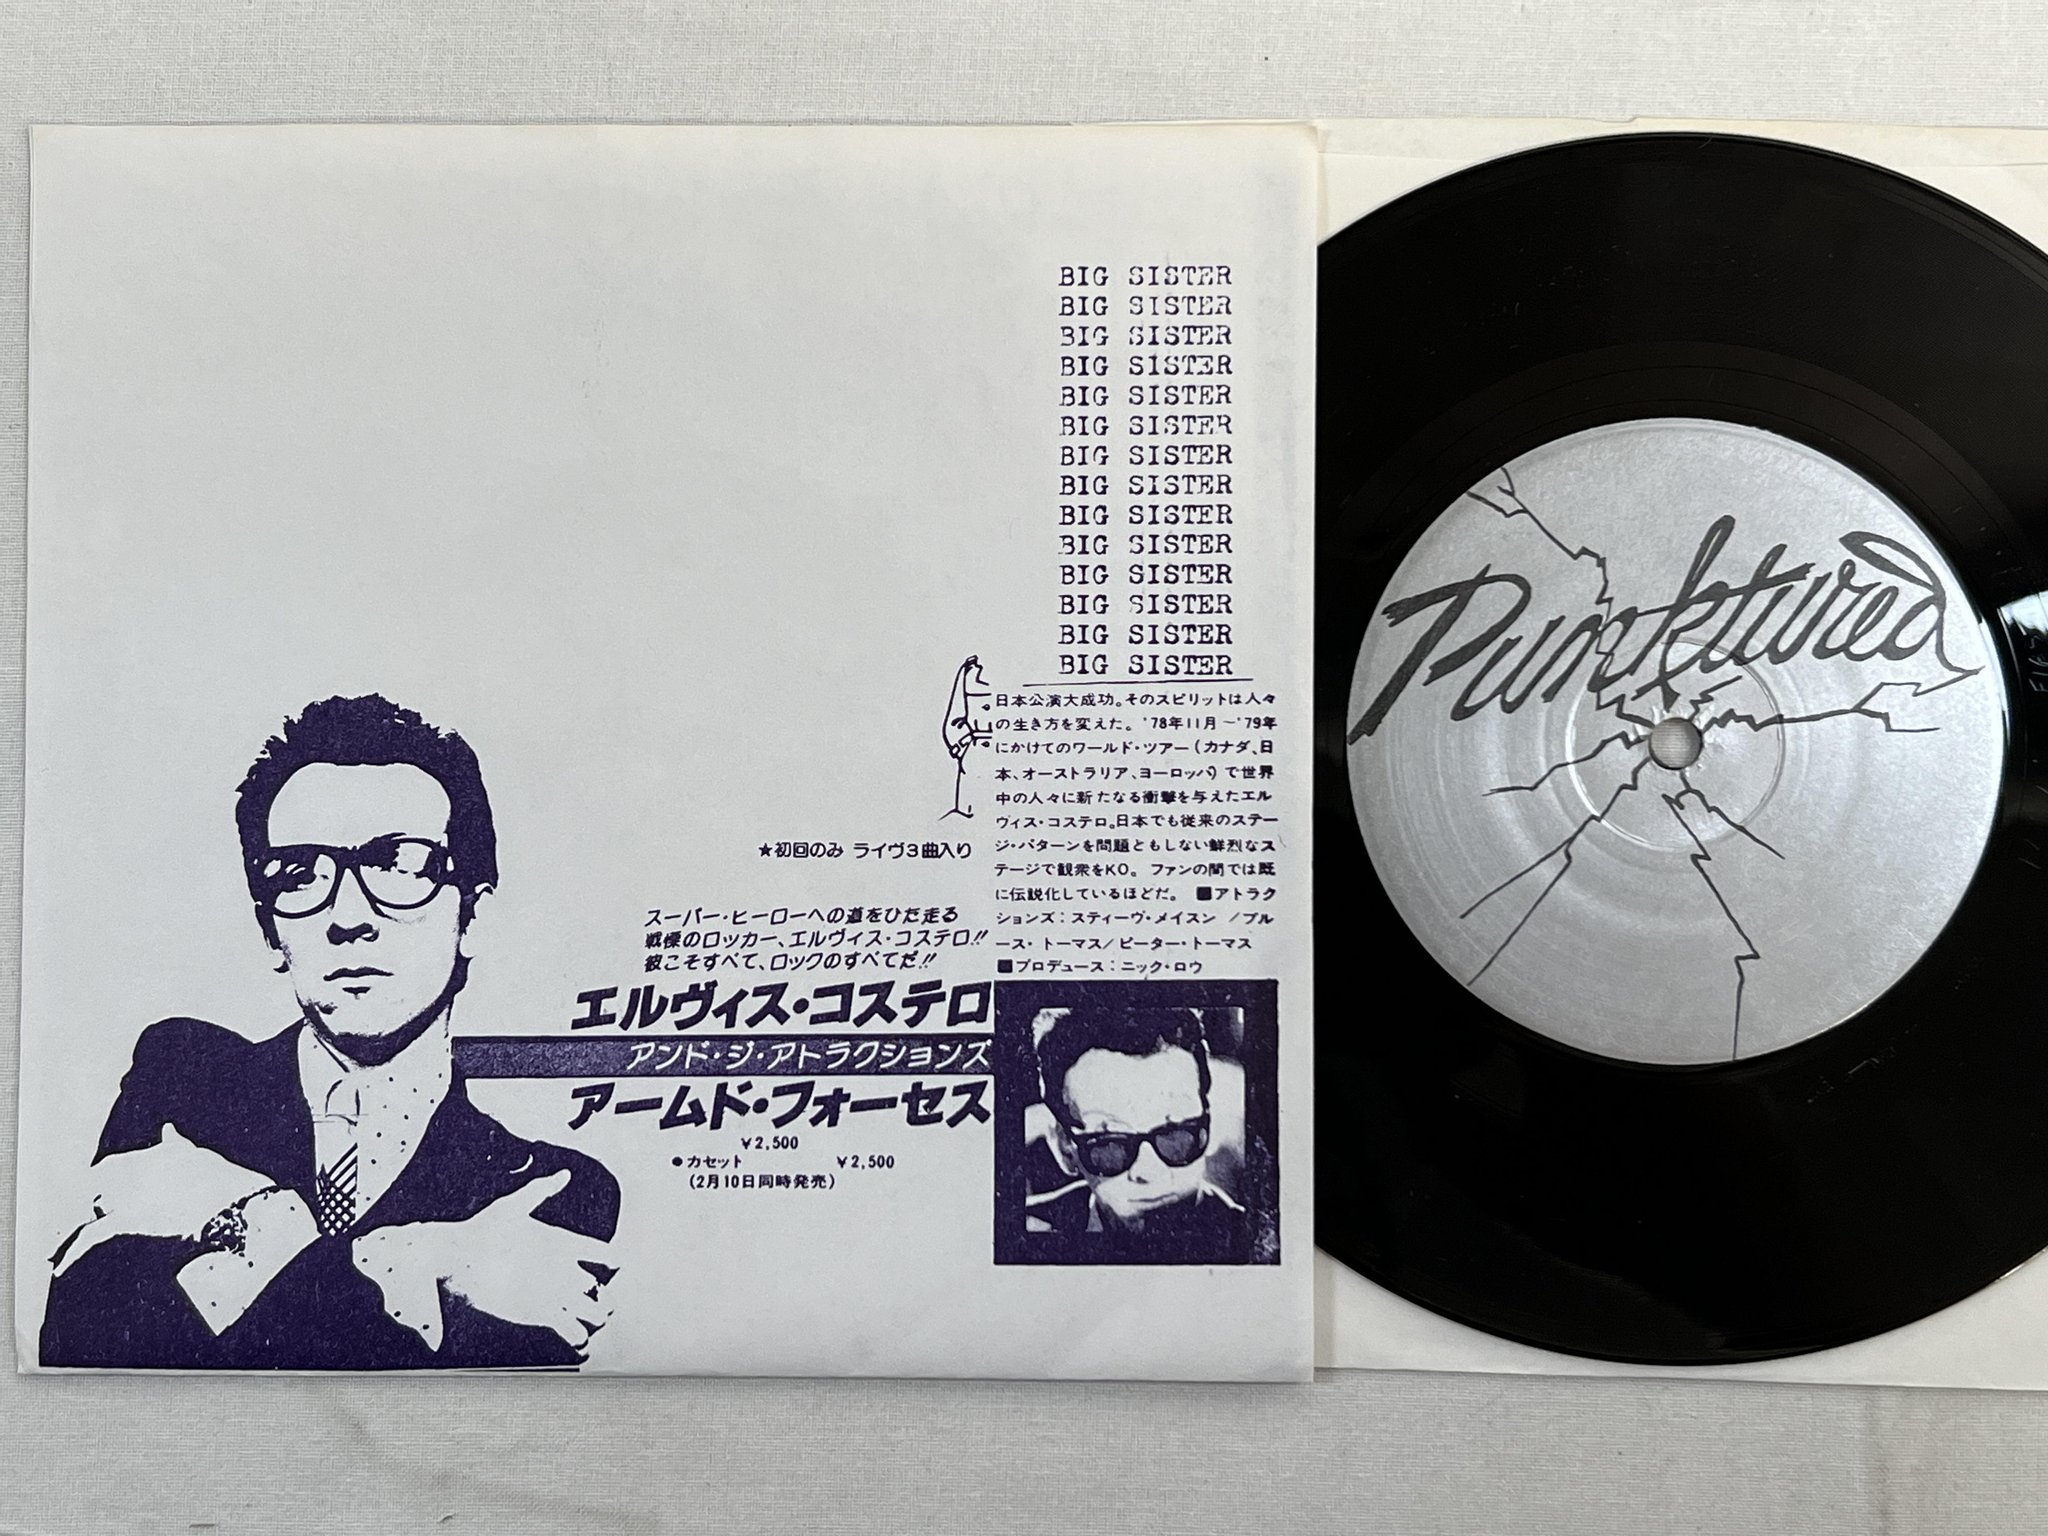 BIG SISTER
BIG SISTER
BIG SISTER
BIG SISTER
BIG SISTER
BIG SISTER
BIG SISTER
BIG SISTER
BIG SISTER
BIG SISTER
BIG SISTER
BIG SISTER
BIG SISTER
BIG SISTER
日本公演大成功。そのスピリットは人々
の生き方を変えた。'78年11月〜'79年
にかけてのワールド・ツアー(カナダ、日
本、オーストラリア、ヨーロッパ)で世界
中の人々に新たなる衝撃を与えたエル
ヴィス・コステロ。日本でも従来のステー
ジ・パターンを問題ともしない鮮烈なス
テージで観衆をKO。ファンの間では既
に伝説化しているほどだ。 ■アトラク
ションズ:スティーヴ・メイスン /ブル
ース・トーマス/ピーター・トーマス
■プロデュース:ニック・ロウ
★初回のみ ライヴ3曲入り
スーパー・ヒーローへの道をひた走る
戦慄のロッカー、エルヴィス・コステロ!!
彼こそすべて、ロックのすべてだ!!
エルヴィス・コステロ
アンド・ジ・アトラクションズ
アームド・フォーセス
¥2,500
●カセット ¥2,500
(2月10日同時発売)
Punktured